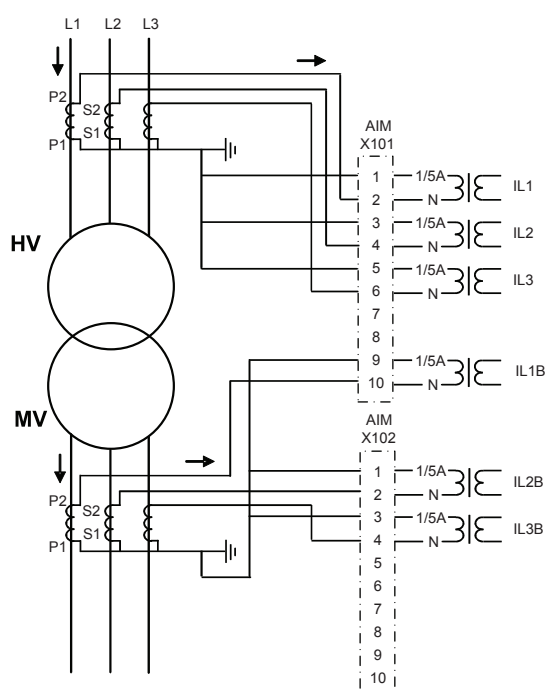 L1 L2 L3
P2
S2
S1
P1
HV
MV
P2
S2
S1
P1
AIM
X101
1 1/5A
IL1
2 N
3 1/5A
IL2
4 N
5 1/5A
IL3
6 N
7
8
9 1/5A
IL1B
10 N
AIM
X102
1 1/5A
IL2B
2 N
3 1/5A
IL3B
4 N
5
6
7
8
9
10